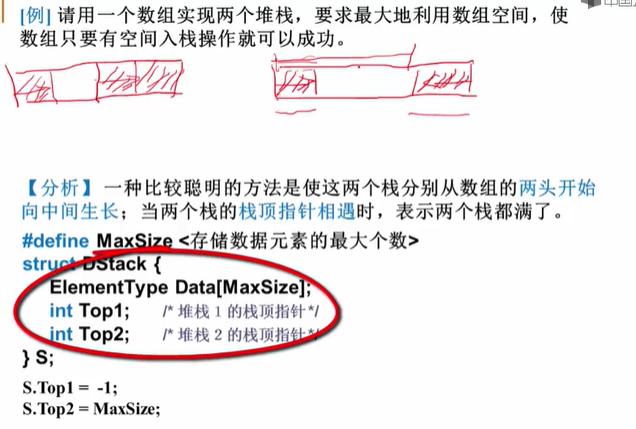 [例] 请用一个数组实现两个堆栈，要求最大地利用数组空间，使
数组只要有空间入栈操作就可以成功。
【分析】 一种比较聪明的方法是使这两个栈分别从数组的两头开始
向中间生长；当两个栈的栈顶指针相遇时，表示两个栈都满了。
#define MaxSize <存储数据元素的最大个数>
struct DStack {
ElementType Data[MaxSize];
int Top1; /* 堆栈 1 的栈顶指针 */
int Top2; /* 堆栈 2 的栈顶指针 */
} S;
S.Top1 = -1;
S.Top2 = MaxSize;